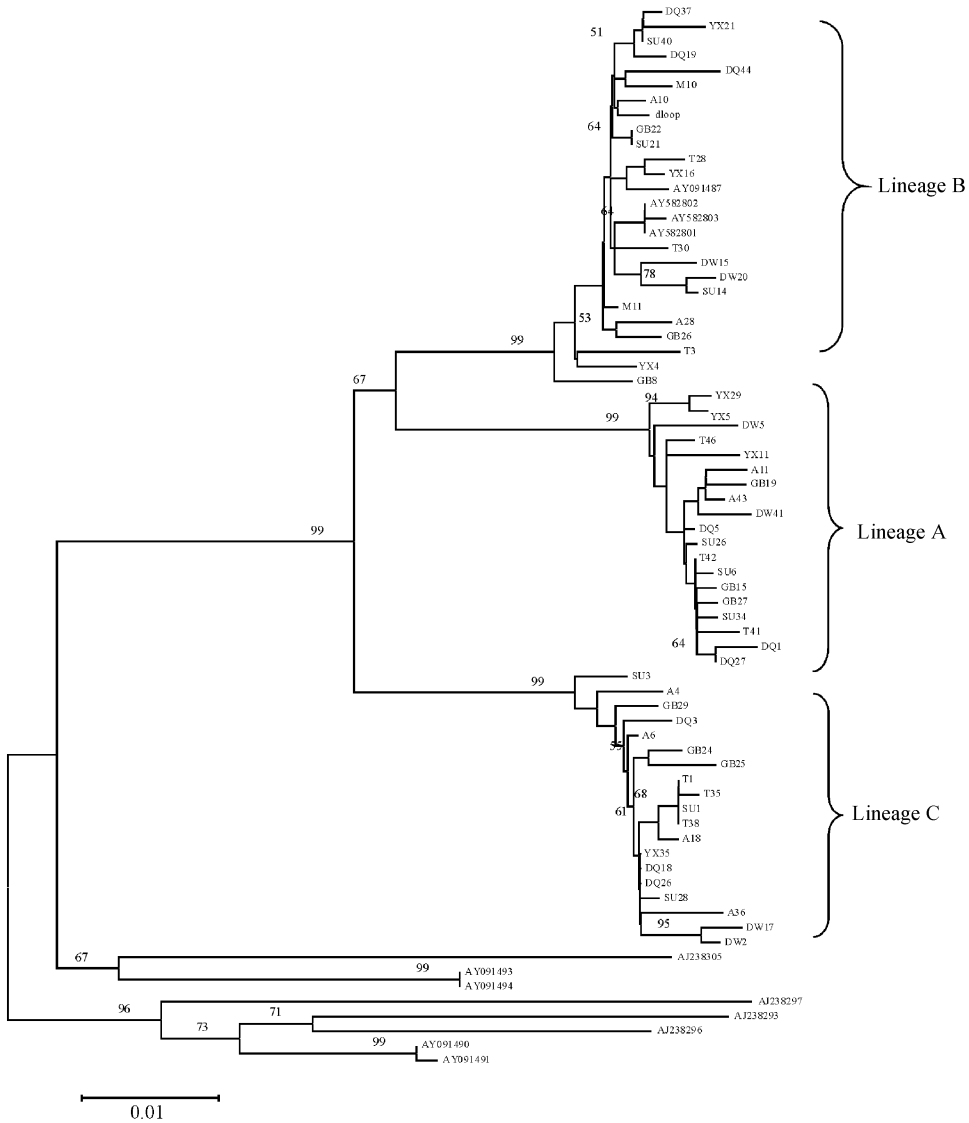 DQ37
51
YX21
SU40
DQ19
DQ44
M10
A10
dloop
64
GB22
SU21
T28
YX16
Lineage B
AY091487
AY582802
64
AY582803
AY582801
T30
DW15
78
DW20
SU14
M11
53
A28
GB26
99
T3
YX4
67
GB8
94
YX29
99
YX5
DW5
T46
YX11
A11
GB19
A43
DW41
99
DQ5
Lineage A
SU26
T42
SU6
GB15
GB27
SU34
T41
64
DQ1
DQ27
99
SU3
A4
GB29
DQ3
A6
55
GB24
GB25
T1
68
T35
61
SU1
Lineage C
T38
A18
YX35
DQ18
DQ26
SU28
A36
95
DW17
DW2
67
AJ238305
99
AY091493
AY091494
96
AJ238297
71
AJ238293
73
AJ238296
99
AY091490
AY091491
0.01